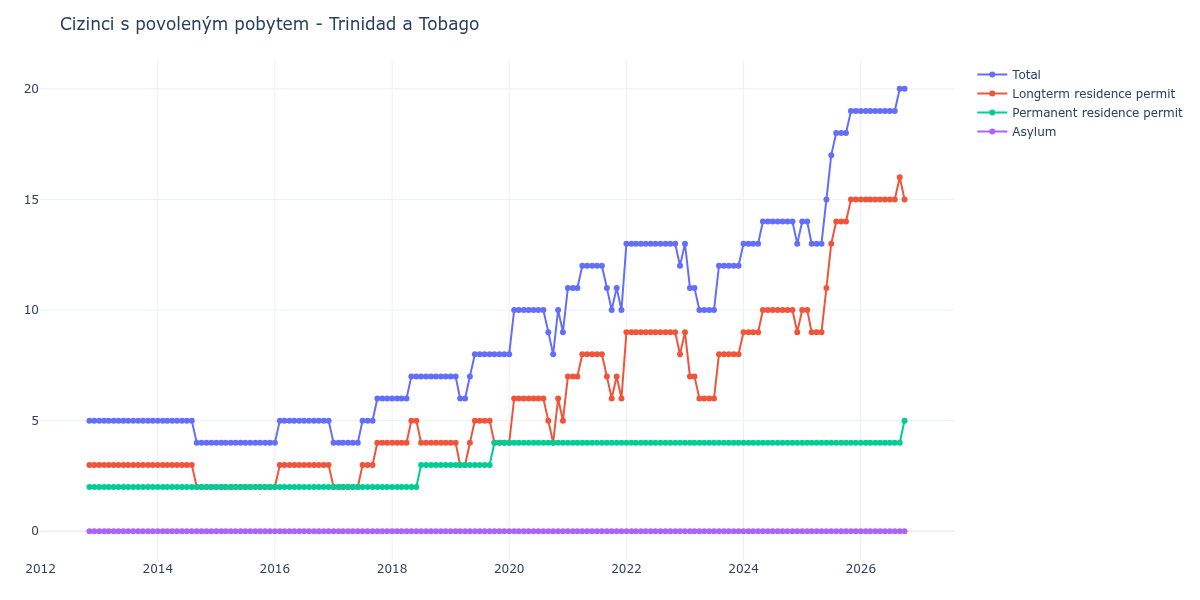 Cizinci s povoleným pobytem - Trinidad a Tobago
Total
Longterm residence permit
Permanent residence permit
Asylum
20
15
10
5
0
2012 2014 2016 2018 2020 2022 2024 2026